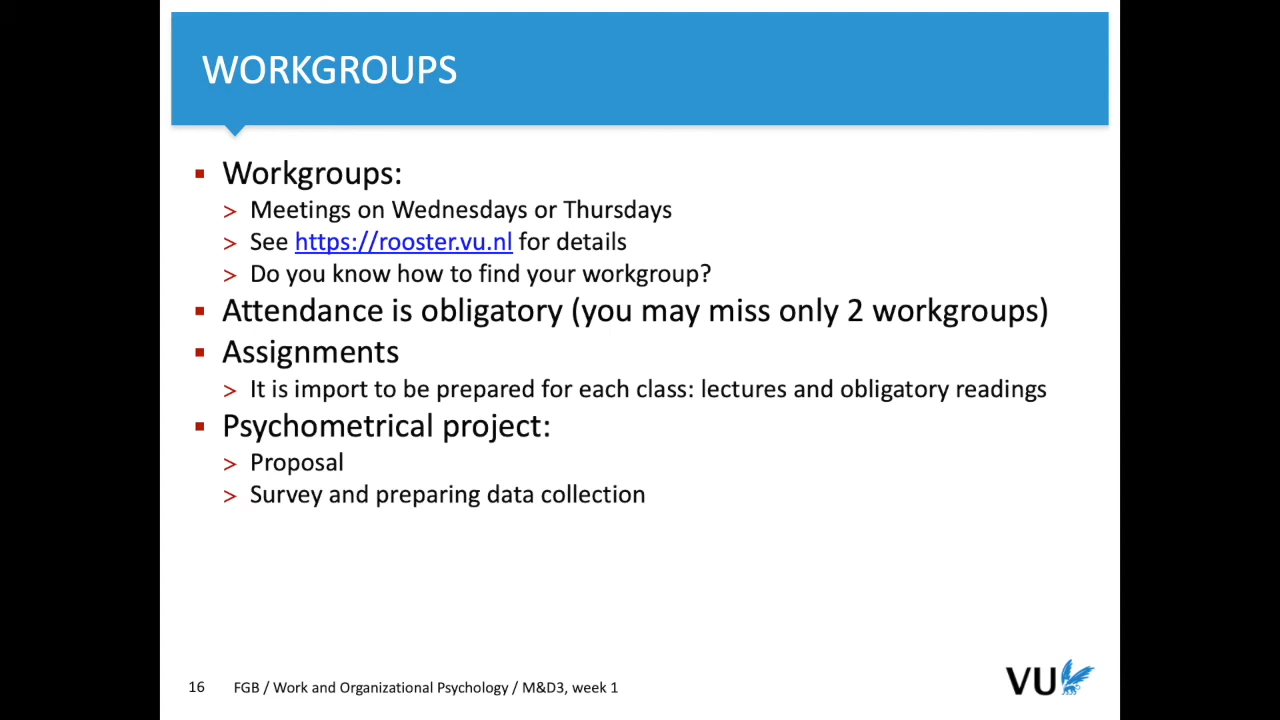 WORKGROUPS
▪ Workgroups:
> Meetings on Wednesdays or Thursdays
> See https://rooster.vu.nl for details
> Do you know how to find your workgroup?
▪ Attendance is obligatory (you may miss only 2 workgroups)
▪ Assignments
> It is import to be prepared for each class: lectures and obligatory readings
▪ Psychometrical project:
> Proposal
> Survey and preparing data collection
16 FGB / Work and Organizational Psychology / M&D3, week 1
VU